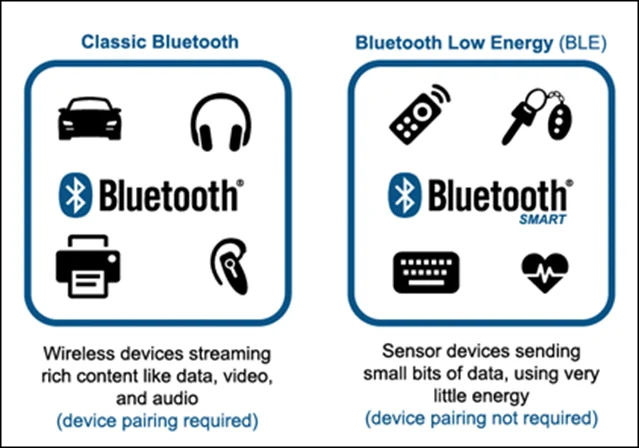 Classic Bluetooth
Bluetooth®
Wireless devices streaming
rich content like data, video,
and audio
(device pairing required)
Bluetooth Low Energy (BLE)
Bluetooth®
SMART
Sensor devices sending
small bits of data, using very
little energy
(device pairing not required)